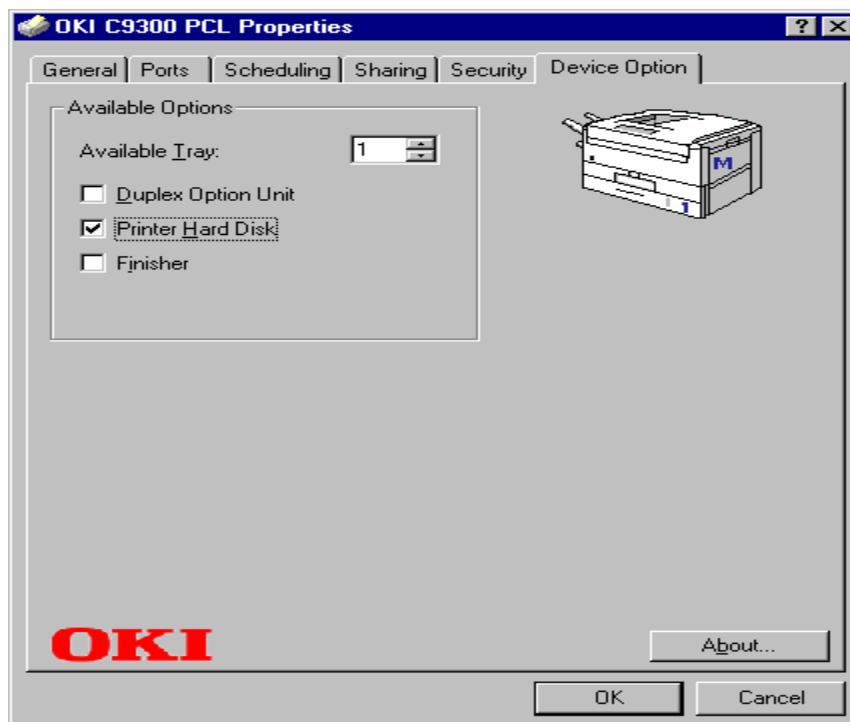 OKI C9300 PCL Properties
General Ports Scheduling Sharing Security Device Option
Available Options
Available Tray: 1
Duplex Option Unit
Printer Hard Disk
Finisher
M
1
OKI
About...
OK Cancel